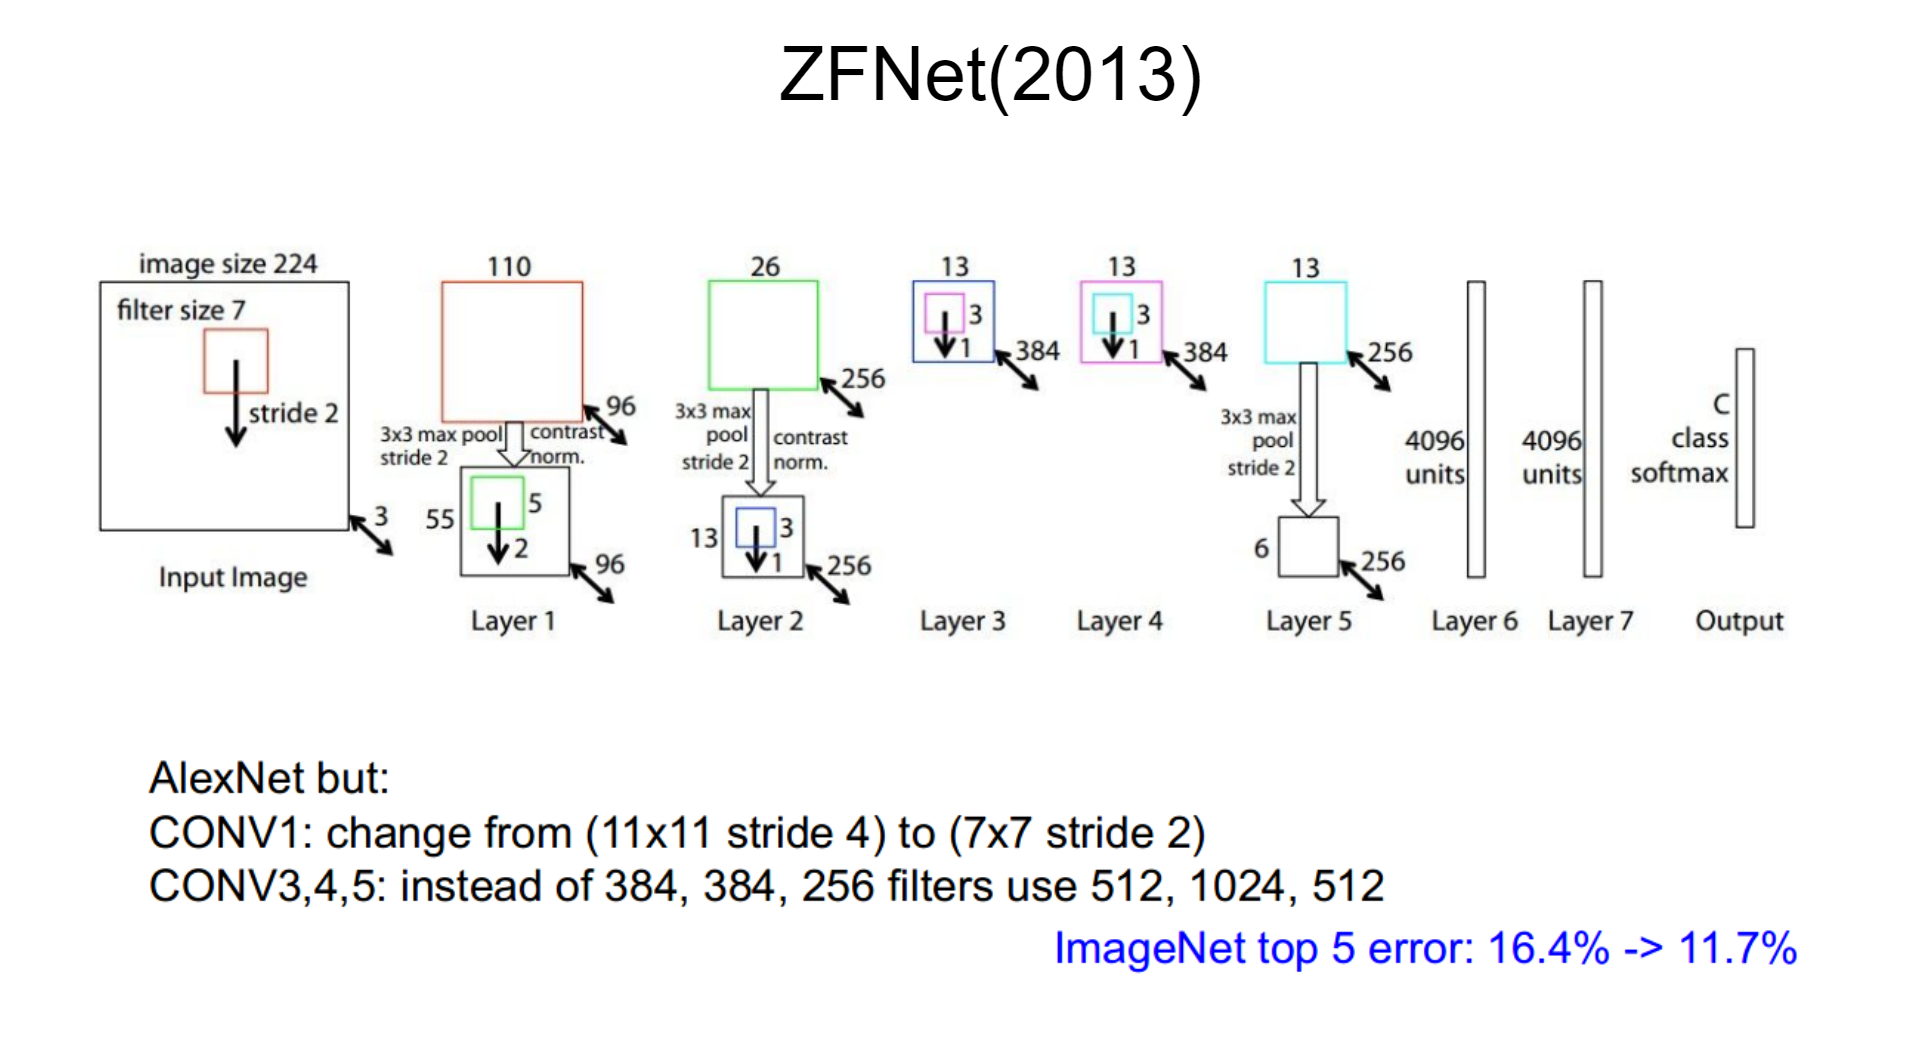 ZFNet(2013)
image size 224
filter size 7
stride 2
3
Input Image
110
96
3x3 max pool
stride 2
contrast
norm.
55
5
2
96
Layer 1
26
256
3x3 max
pool
stride 2
contrast
norm.
13
3
1
256
Layer 2
13
3
1
384
Layer 3
13
3
1
384
Layer 4
13
256
3x3 max
pool
stride 2
6
256
Layer 5
4096
units
Layer 6
4096
units
Layer 7
C
class
softmax
Output
AlexNet but:
CONV1: change from (11x11 stride 4) to (7x7 stride 2)
CONV3,4,5: instead of 384, 384, 256 filters use 512, 1024, 512
ImageNet top 5 error: 16.4% -> 11.7%